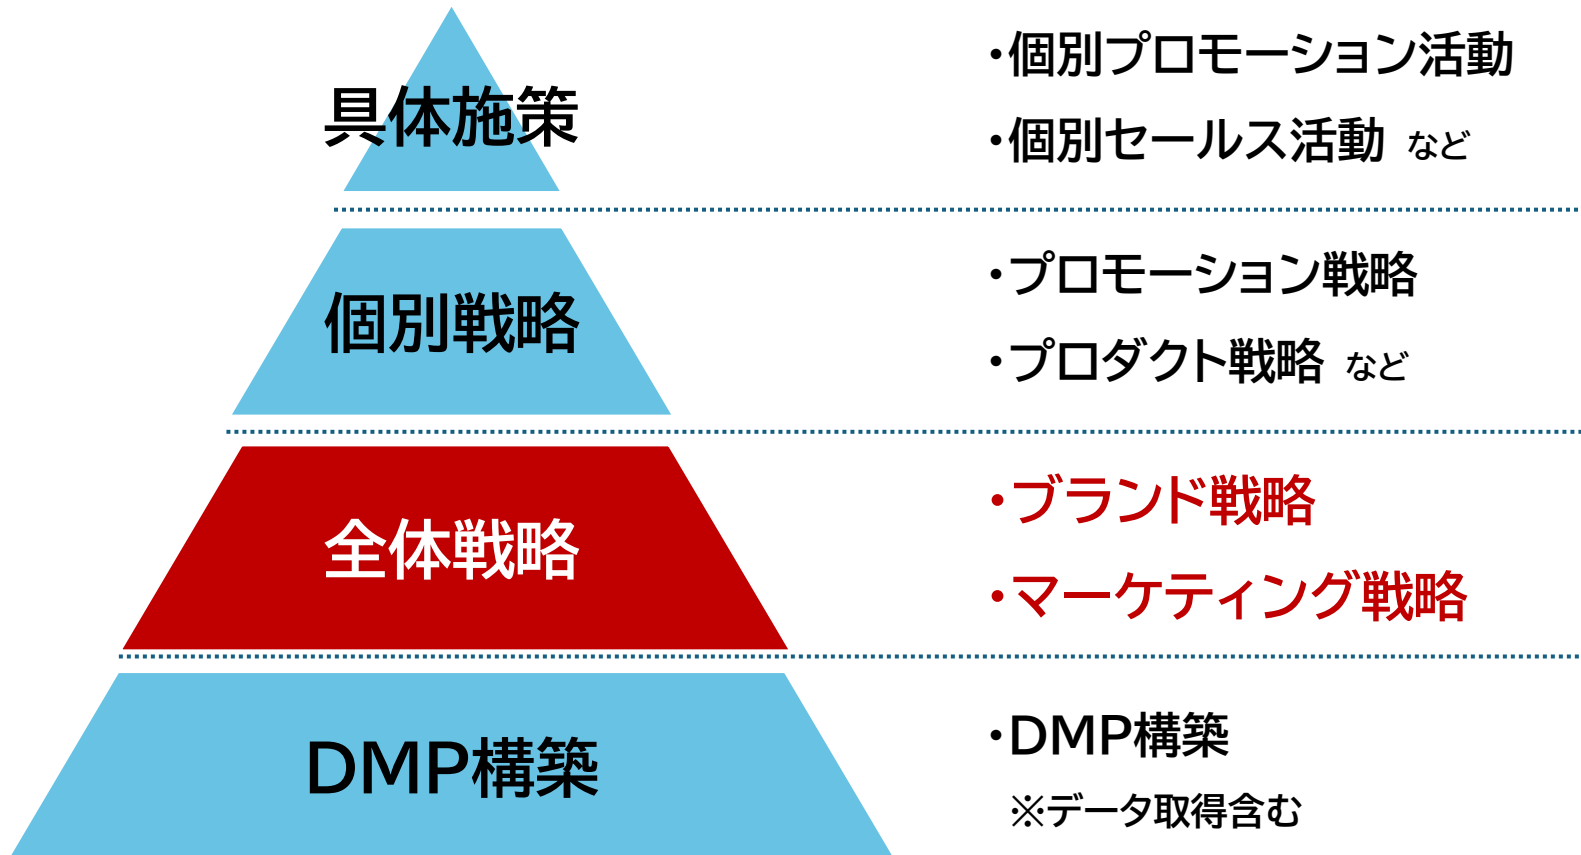 具体施策
・個別プロモーション活動
・個別セールス活動 など
個別戦略
・プロモーション戦略
・プロダクト戦略 など
全体戦略
・ブランド戦略
・マーケティング戦略
DMP構築
・DMP構築
※データ取得含む